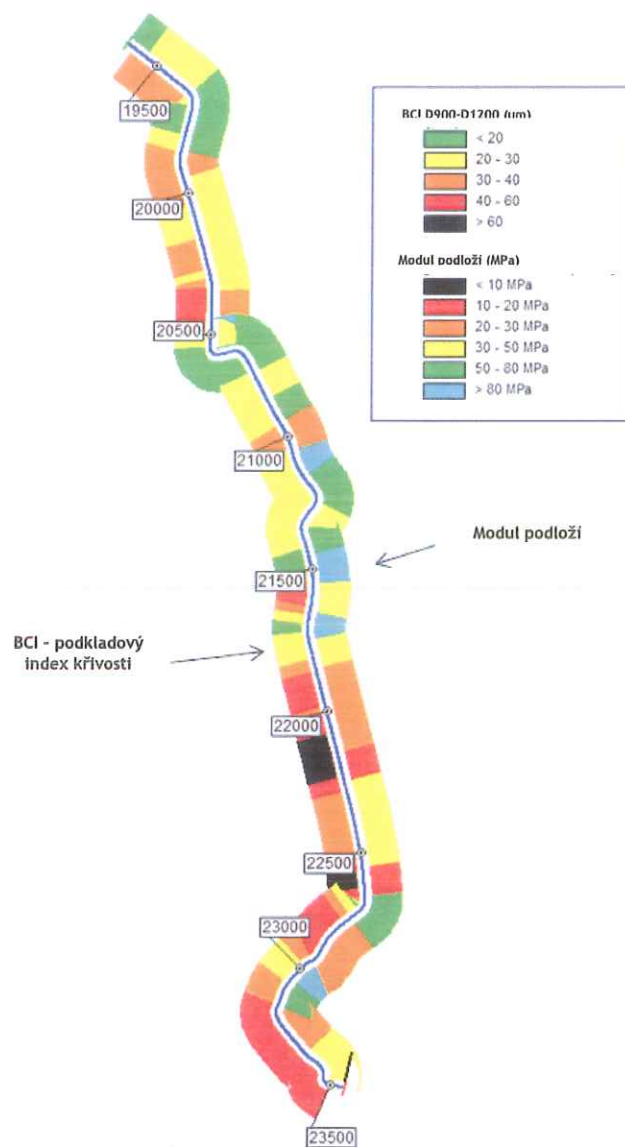 19500
BCI D900-D1200 (um)
< 20
20 - 30
30 - 40
40 - 60
> 60
Modul podloží (MPa)
< 10 MPa
10 - 20 MPa
20 - 30 MPa
30 - 50 MPa
50 - 80 MPa
> 80 MPa
20000
20500
21000
Modul podloží
21500
BCI - podkladový
index křivosti
22000
22500
23000
23500